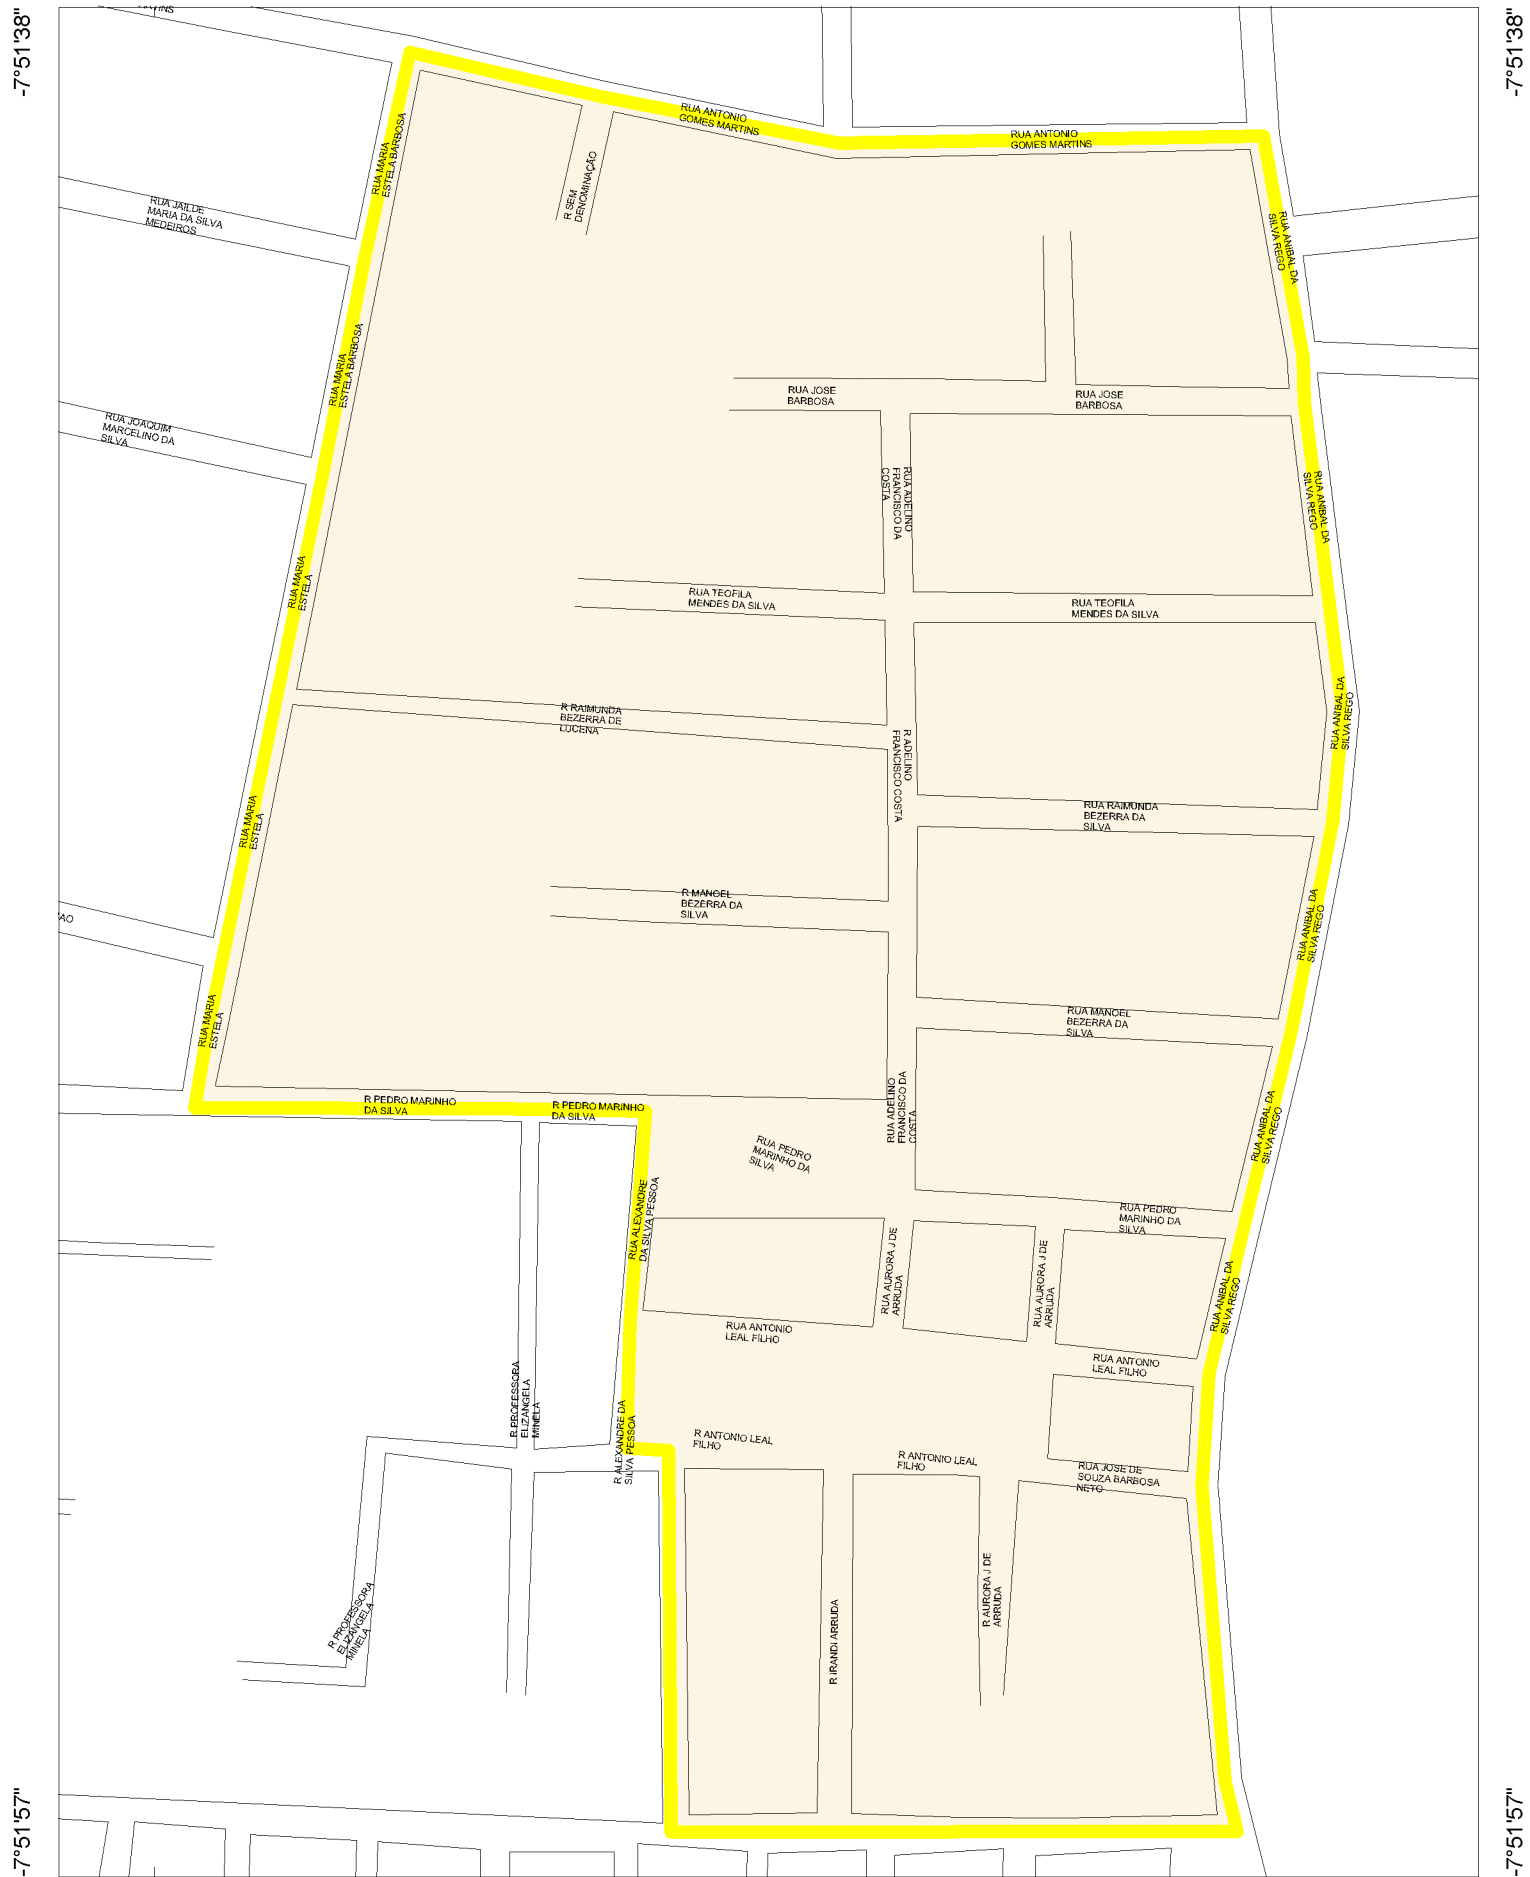 -7°51'38"
-7°51'38"
RUA ANTONIO
GOMES MARTINS
RUA ANTONIO
GOMES MARTINS
RUA MARIA
ESTELA BARBOSA
R SEM
DENOMINAÇÃO
RUA JAILDE
MARIA DA SILVA
MEDEIROS
RUA ANIBAL DA
SILVA REGO
RUA MARIA
ESTELA BARBOSA
RUA JOSE
BARBOSA
RUA JOSE
BARBOSA
RUA JOAQUIM
MARCELINO DA
SILVA
RUA ADELINO
FRANCISCO DA
COSTA
RUA ANIBAL DA
SILVA REGO
RUA MARIA
ESTELA
RUA TEOFILA
MENDES DA SILVA
RUA TEOFILA
MENDES DA SILVA
R RAIMUNDA
BEZERRA DE
LUCENA
R ADELINO
FRANCISCO COSTA
RUA ANIBAL DA
SILVA REGO
RUA MARIA
ESTELA
RUA RAIMUNDA
BEZERRA DA
SILVA
R MANOEL
BEZERRA DA
SILVA
RUA ANIBAL DA
SILVA REGO
RUA MARIA
ESTELA
RUA MANOEL
BEZERRA DA
SILVA
R PEDRO MARINHO
DA SILVA
R PEDRO MARINHO
DA SILVA
RUA ADELINO
FRANCISCO DA
COSTA
RUA ANIBAL DA
SILVA REGO
RUA PEDRO
MARINHO DA
SILVA
RUA ALEXANDRE
DA SILVA PESSOA
RUA PEDRO
MARINHO DA
SILVA
RUA AURORA J DE
ARRUDA
RUA AURORA J DE
ARRUDA
RUA ANIBAL DA
SILVA REGO
RUA ANTONIO
LEAL FILHO
RUA ANTONIO
LEAL FILHO
R PROFESSORA
ELIZANGELA
MINELA
R ALEXANDRE DA
SILVA PESSOA
R ANTONIO LEAL
FILHO
R ANTONIO LEAL
FILHO
RUA JOSE DE
SOUZA BARBOSA
NETO
R PROFESSORA
ELIZANGELA
MINELA
R IRANDI ARRUDA
R AURORA J DE
ARRUDA
-7°51'57"
-7°51'57"